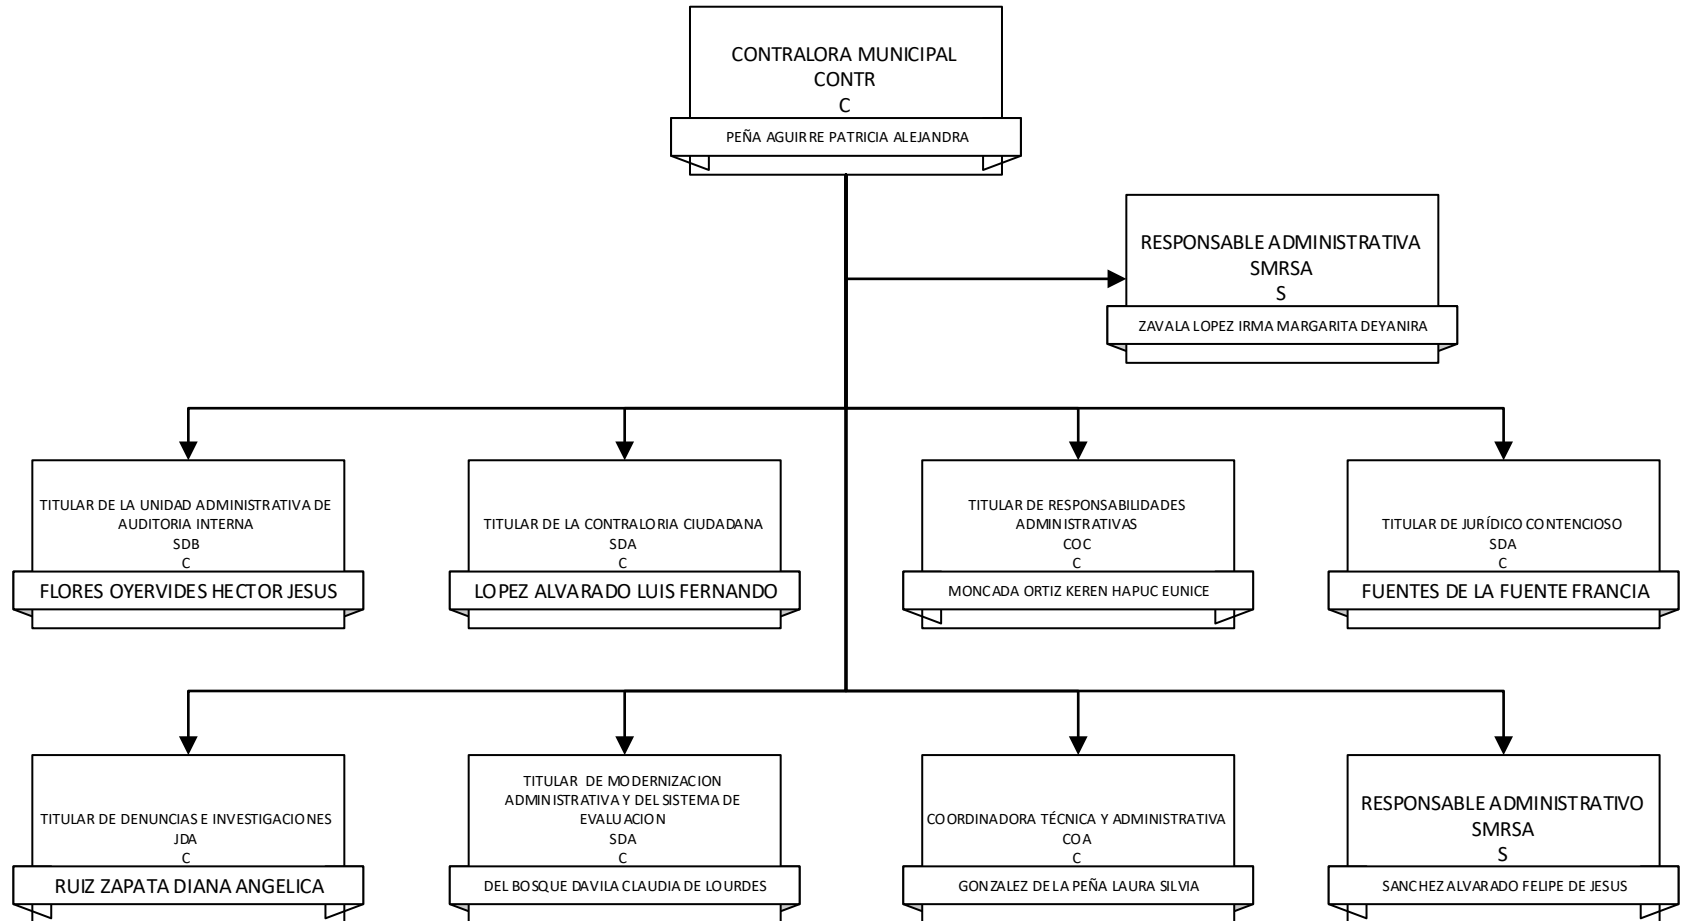 CONTRALORA MUNICIPAL
CONTR
C
PEÑA AGUIRRE PATRICIA ALEJANDRA
RESPONSABLE ADMINISTRATIVA
SMRSA
S
ZAVALA LOPEZ IRMA MARGARITA DEYANIRA
TITULAR DE LA UNIDAD ADMINISTRATIVA DE
AUDITORIA INTERNA
SDB
C
FLORES OYERVIDES HECTOR JESUS
TITULAR DE LA CONTRALORIA CIUDADANA
SDA
C
LOPEZ ALVARADO LUIS FERNANDO
TITULAR DE RESPONSABILIDADES
ADMINISTRATIVAS
COC
C
MONCADA ORTIZ KEREN HAPUC EUNICE
TITULAR DE JURÍDICO CONTENCIOSO
SDA
C
FUENTES DE LA FUENTE FRANCIA
TITULAR DE DENUNCIAS E INVESTIGACIONES
JDA
C
RUIZ ZAPATA DIANA ANGELICA
TITULAR DE MODERNIZACION
ADMINISTRATIVA Y DEL SISTEMA DE
EVALUACION
SDA
C
DEL BOSQUE DAVILA CLAUDIA DE LOURDES
COORDINADORA TÉCNICA Y ADMINISTRATIVA
COA
C
GONZALEZ DE LA PEÑA LAURA SILVIA
RESPONSABLE ADMINISTRATIVO
SMRSA
S
SANCHEZ ALVARADO FELIPE DE JESUS